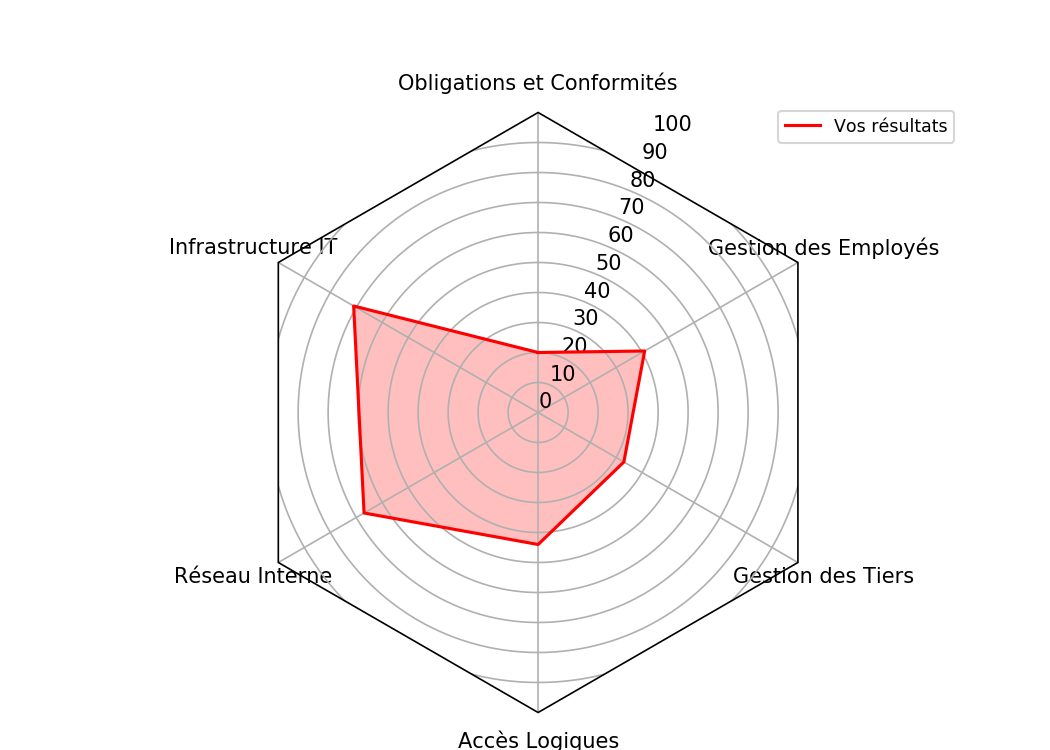 Obligations et Conformités
Vos résultats
100
90
80
70
60
50
40
30
20
10
0
Infrastructure IT
Gestion des Employés
Réseau Interne
Gestion des Tiers
Accès Logiques